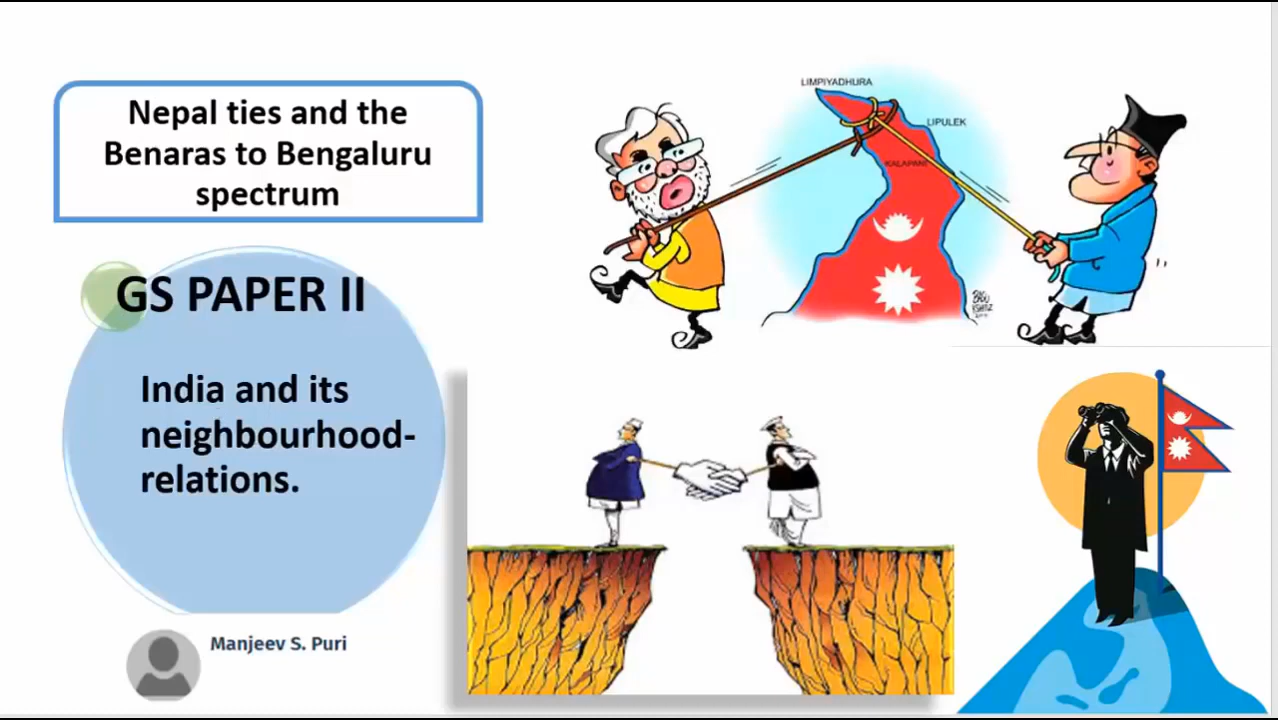 Nepal ties and the
Benaras to Bengaluru
spectrum
GS PAPER II
India and its
neighbourhood-
relations.
Manjeev S. Puri
LIMPIYADHURA
LIPULEK
KALAPANI